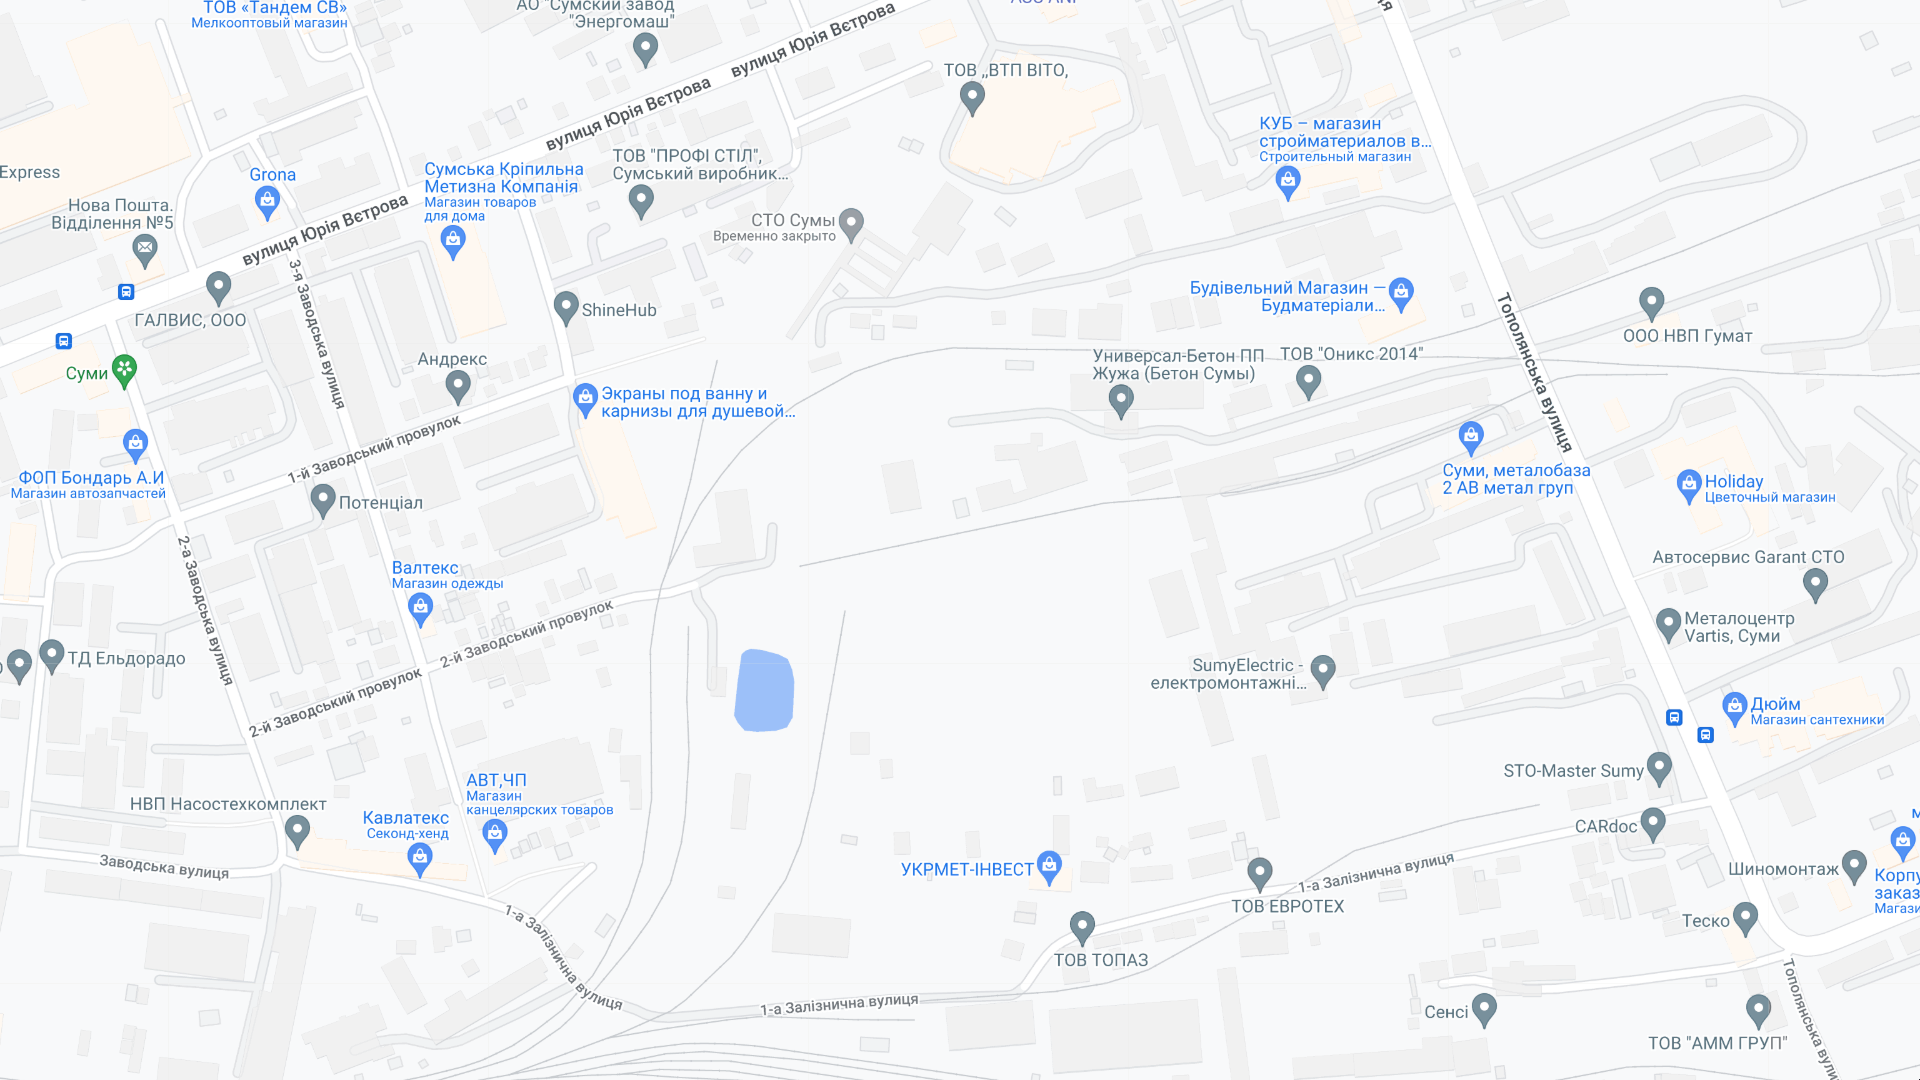 ТОВ «Тандем СВ»
Мелкооптовый магазин
АО "Сумский завод
"Энергомаш"
вулиця Юрія Вєтрова
вулиця Юрія Вєтрова
вулиця Юрія Вєтрова
ТОВ ,,ВТП ВІТО,
КУБ – магазин
стройматериалов в...
Строительный магазин
Express
Grona
Нова Пошта.
Відділення №5
Сумська Кріпильна
Метизна Компанія
Магазин товаров
для дома
ТОВ "ПРОФІ СТІЛ",
Сумський виробник...
СТО Сумы
Временно закрыто
ГАЛВИС, ООО
3-я Заводська вулиця
ShineHub
Будівельний Магазин —
Будматеріали...
Тополянська вулиця
ООО НВП Гумат
Суми
Андрекс
Экраны под ванну и
карнизы для душевой...
Универсал-Бетон ПП
Жужа (Бетон Сумы)
ТОВ "Оникс 2014"
1-й Заводський провулок
ФОП Бондарь А.И
Магазин автозапчастей
Потенціал
Суми, металобаза
2 АВ метал груп
Holiday
Цветочный магазин
2-а Заводська вулиця
Валтекс
Магазин одежды
Автосервис Garant СТО
2-й Заводський провулок
2-й Заводський провулок
ТД Ельдорадо
Металоцентр
Vartis, Суми
SumyElectric -
електромонтажні...
Дюйм
Магазин сантехники
STO-Master Sumy
АВТ,ЧП
Магазин
канцелярских товаров
НВП Насостехкомплект
Кавлатекс
Секонд-хенд
CARdoc
Заводська вулиця
УКРМЕТ-ІНВЕСТ
1-а Залізнична вулиця
ТОВ ЕВРОТЕХ
Шиномонтаж
Корпу
заказ
Магази
1-а Залізнична вулиця
Теско
ТОВ ТОПАЗ
1-а Залізнична вулиця
Сенсі
ТОВ "АММ ГРУП"
Тополянська вули